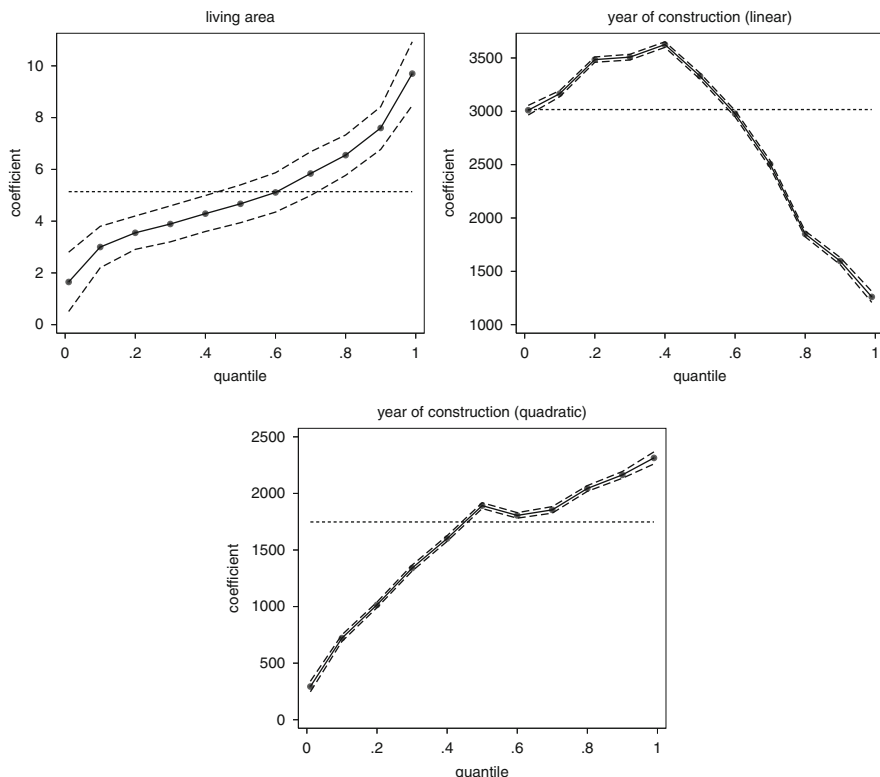 living area
10
8
6
4
2
0
coefficient
0 .2 .4 .6 .8 1
quantile
year of construction (linear)
3500
3000
2500
2000
1500
1000
coefficient
0 .2 .4 .6 .8 1
quantile
year of construction (quadratic)
2500
2000
1500
1000
500
0
coefficient
0 .2 .4 .6 .8 1
quantile